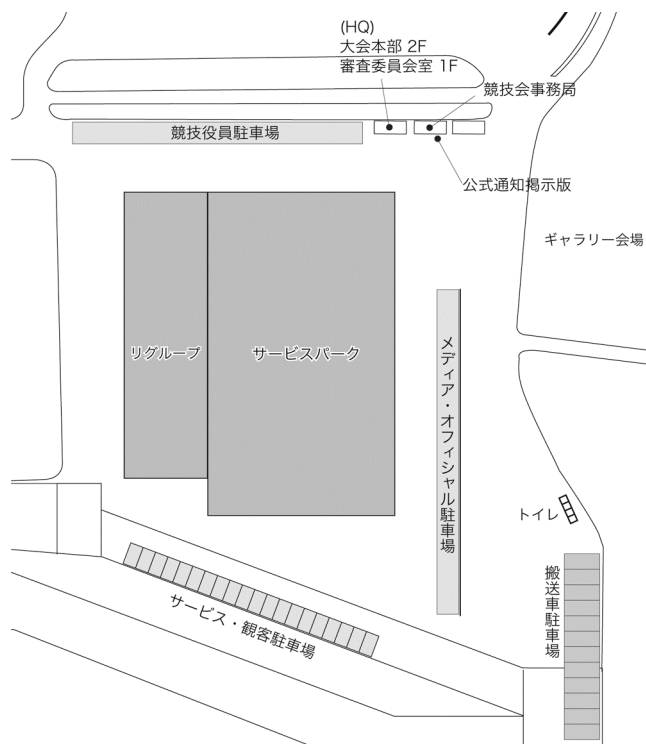 (HQ)
大会本部 2F
審査委員会室 1F
競技会事務局
競技役員駐車場
公式通知掲示版
ギャラリー会場
リグループ
サービスパーク
メディア・オフィシャル駐車場
トイレ
搬送車駐車場
サービス・観客駐車場